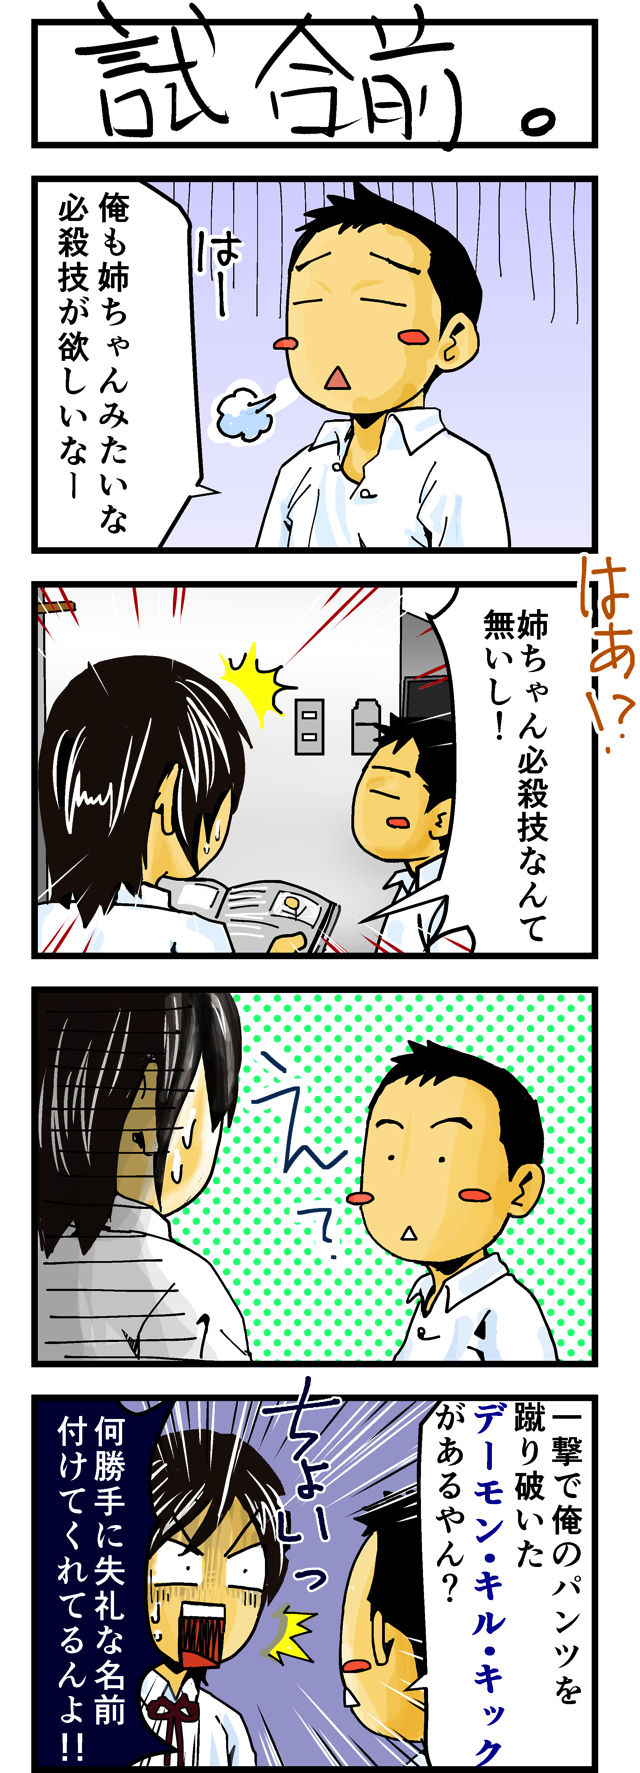 試合前。
はー
俺も姉ちゃんみたいな
必殺技が欲しいなー
はあ!?
姉ちゃん必殺技なんて
無いし!
えっ?
一撃で俺のパンツを
蹴り破いた
デーモン・キル・キック
があるやん?
ちょいっ
何勝手に失礼な名前
付けてくれてるんよ!!